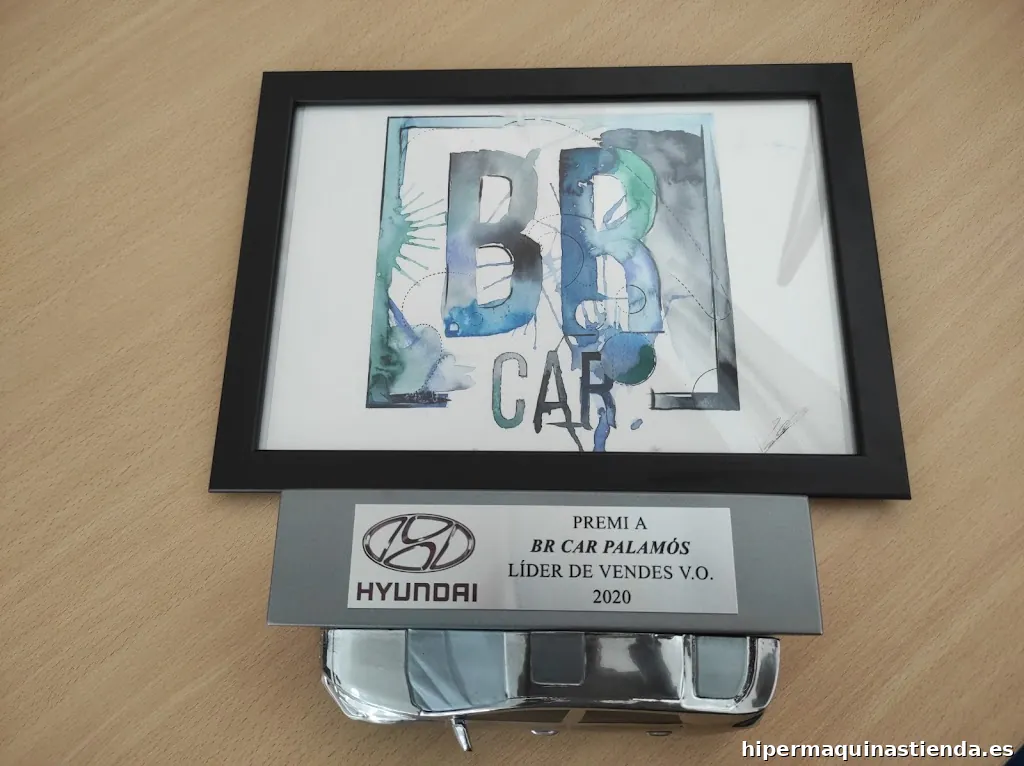 BR
CAR
HYUNDAI
PREMI A
BR CAR PALAMÓS
LÍDER DE VENDES V.O.
2020
hipermaquinastienda.es